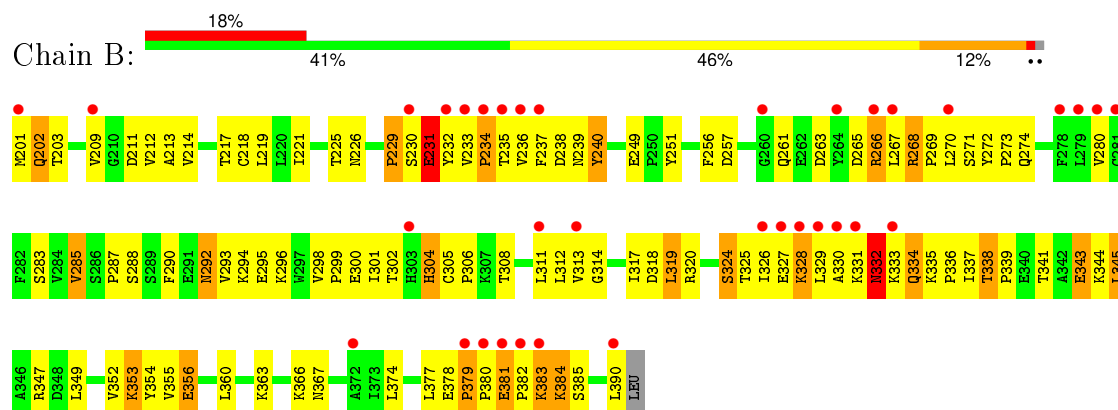 18%
Chain B:
41% 46% 12% ••
M201 Q202 T203 V209 G210 D211 V212 A213 V214 T217 C218 L219 L220 I221 T225 N226 P229 S230 E231 Y232 V233 P234 T235 V236 F237 D238 N239 Y240 E249 P250 Y251 F256 D257 G260 Q261 E262 D263 Y264 D265 R266 L267 R268 P269 L270 S271 Y272 P273 Q274 F278 L279 V280 C281
F282 S283 V284 V285 S286 P287 S288 S289 F290 E291 N292 V293 K294 E295 K296 W297 V298 P299 E300 I301 T302 H303 H304 C305 P306 K307 T308 L311 L312 V313 G314 I317 D318 L319 R320 S324 T325 I326 E327 K328 L329 A330 K331 N332 K333 Q334 K335 P336 I337 T338 P339 E340 T341 A342 E343 K344 L345
A346 R347 D348 L349 V352 K353 Y354 V355 E356 L360 K363 K366 N367 A372 I373 L374 L377 E378 P379 P380 E381 P382 K383 K384 S385 L390 LEU